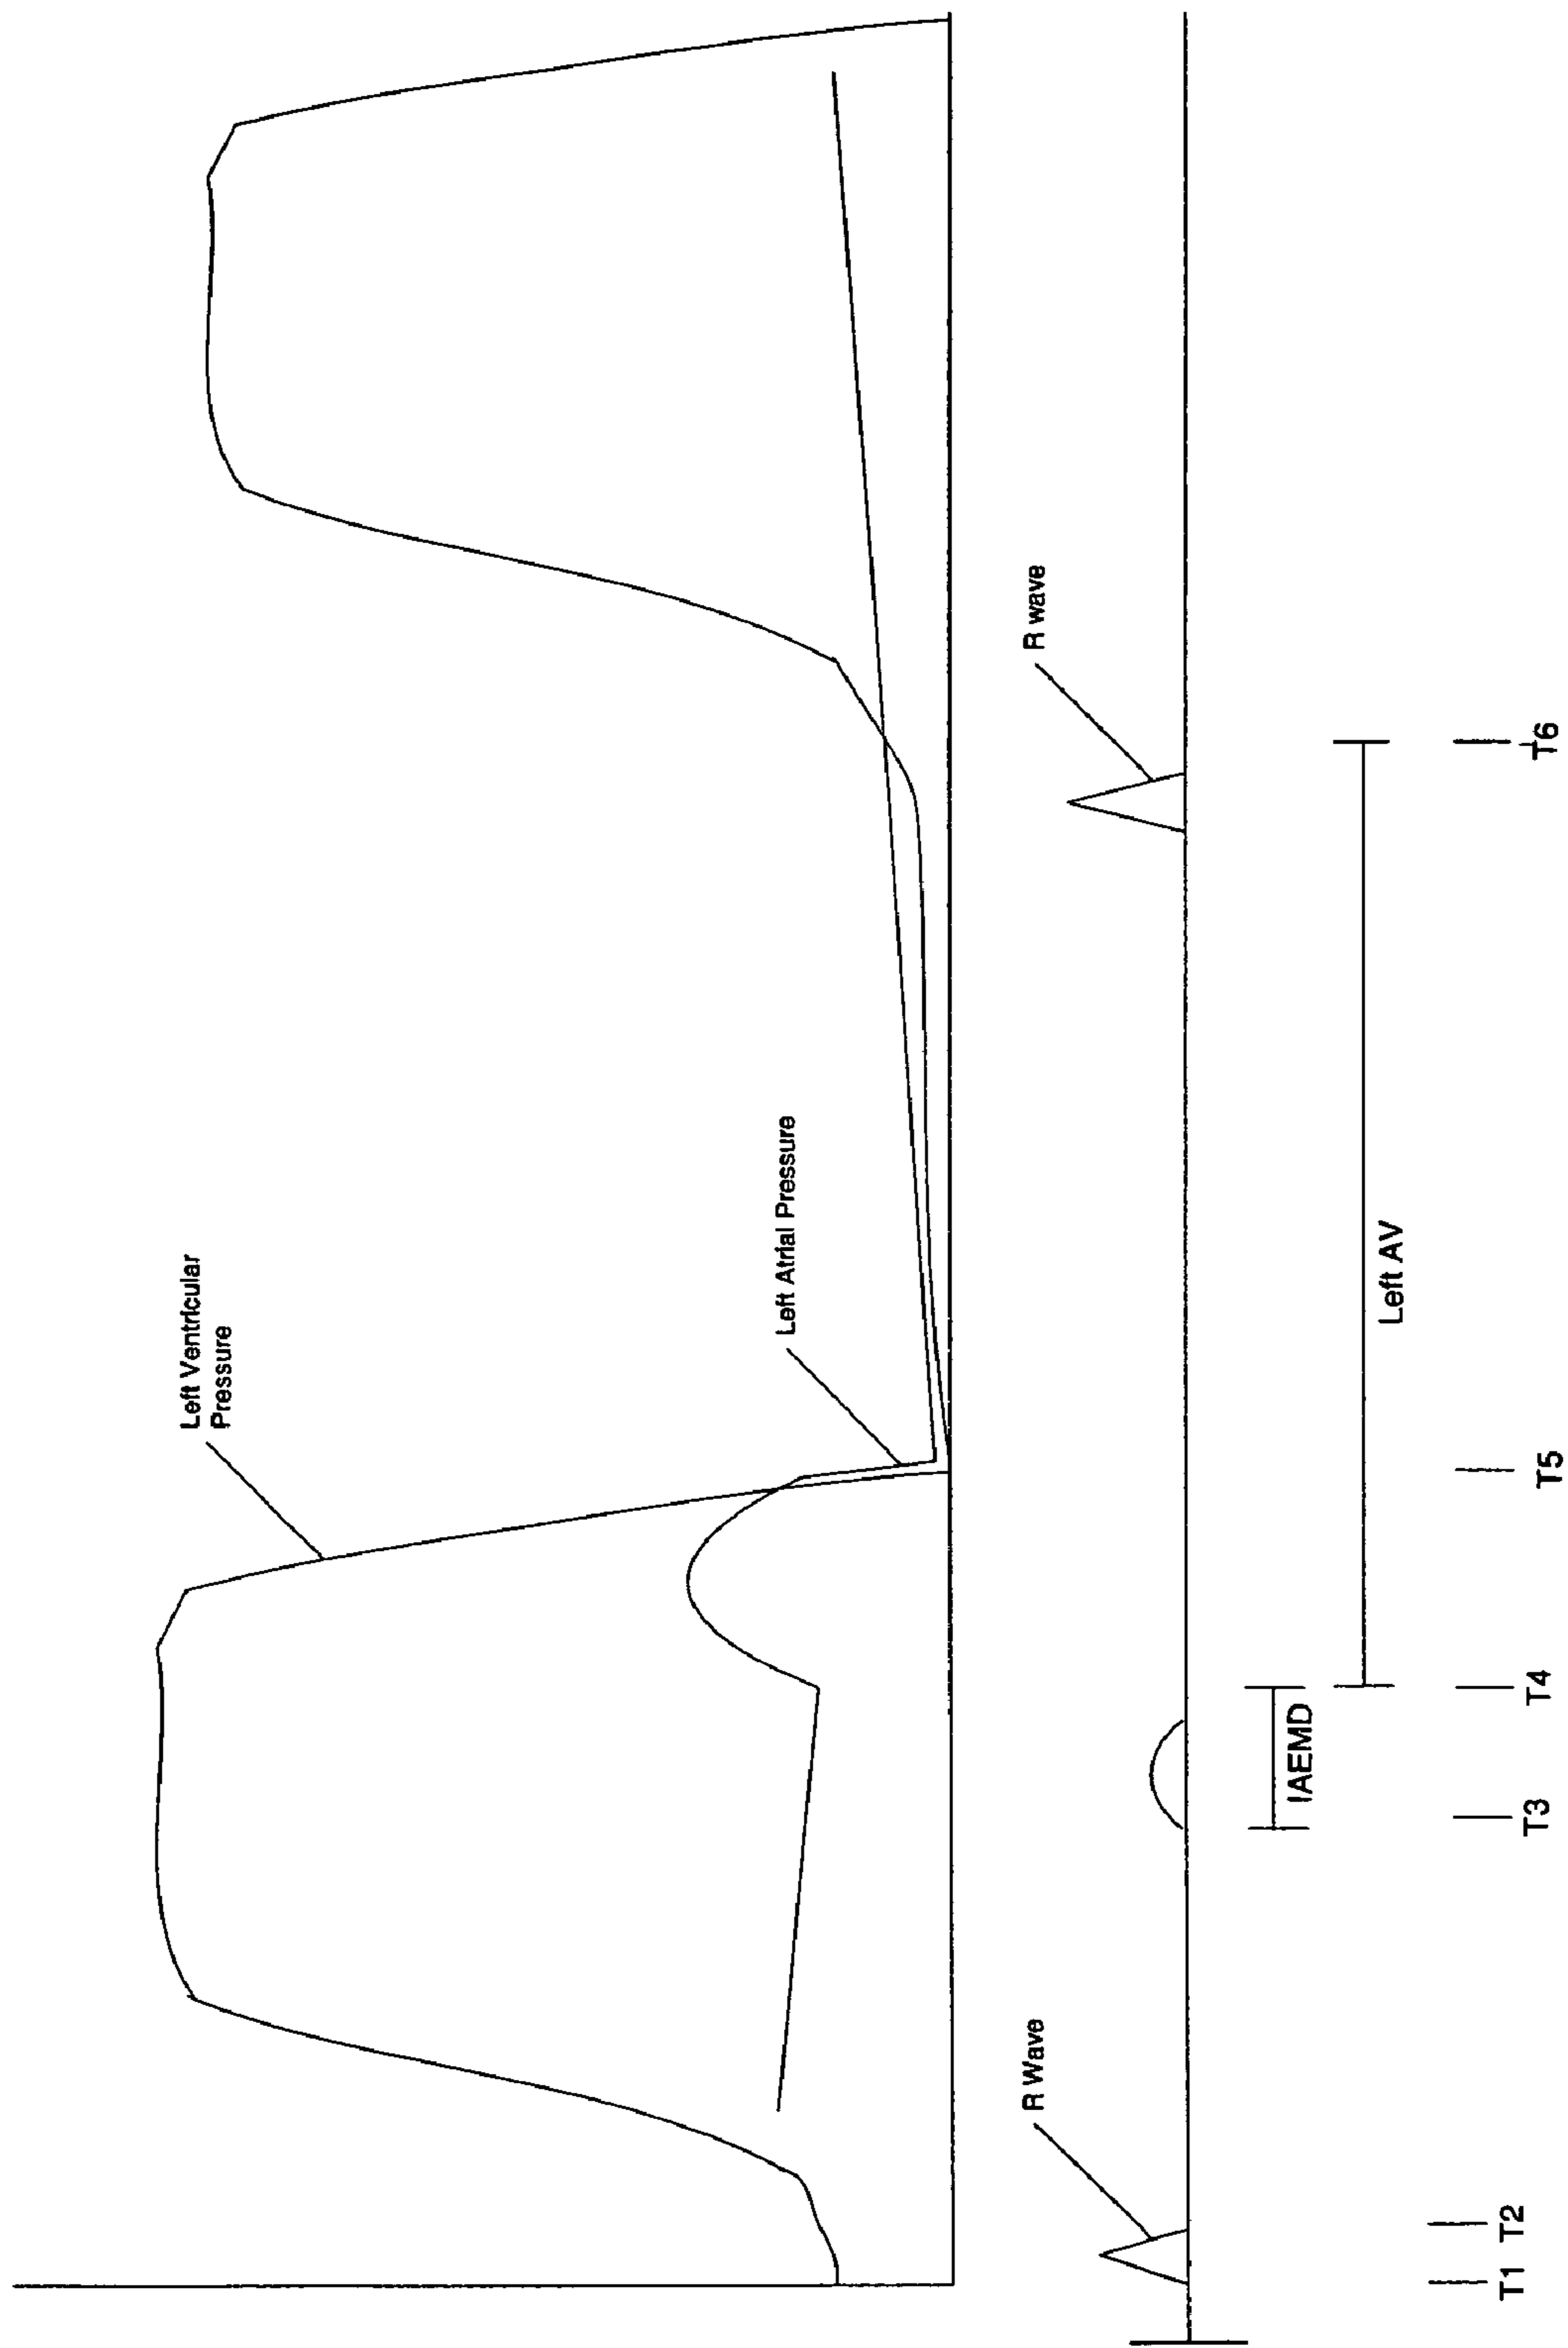 Left Ventricular
Pressure
Left Atrial Pressure
R Wave
R wave
IAEMD
Left AV
T1
T2
T3
T4
T5
T6